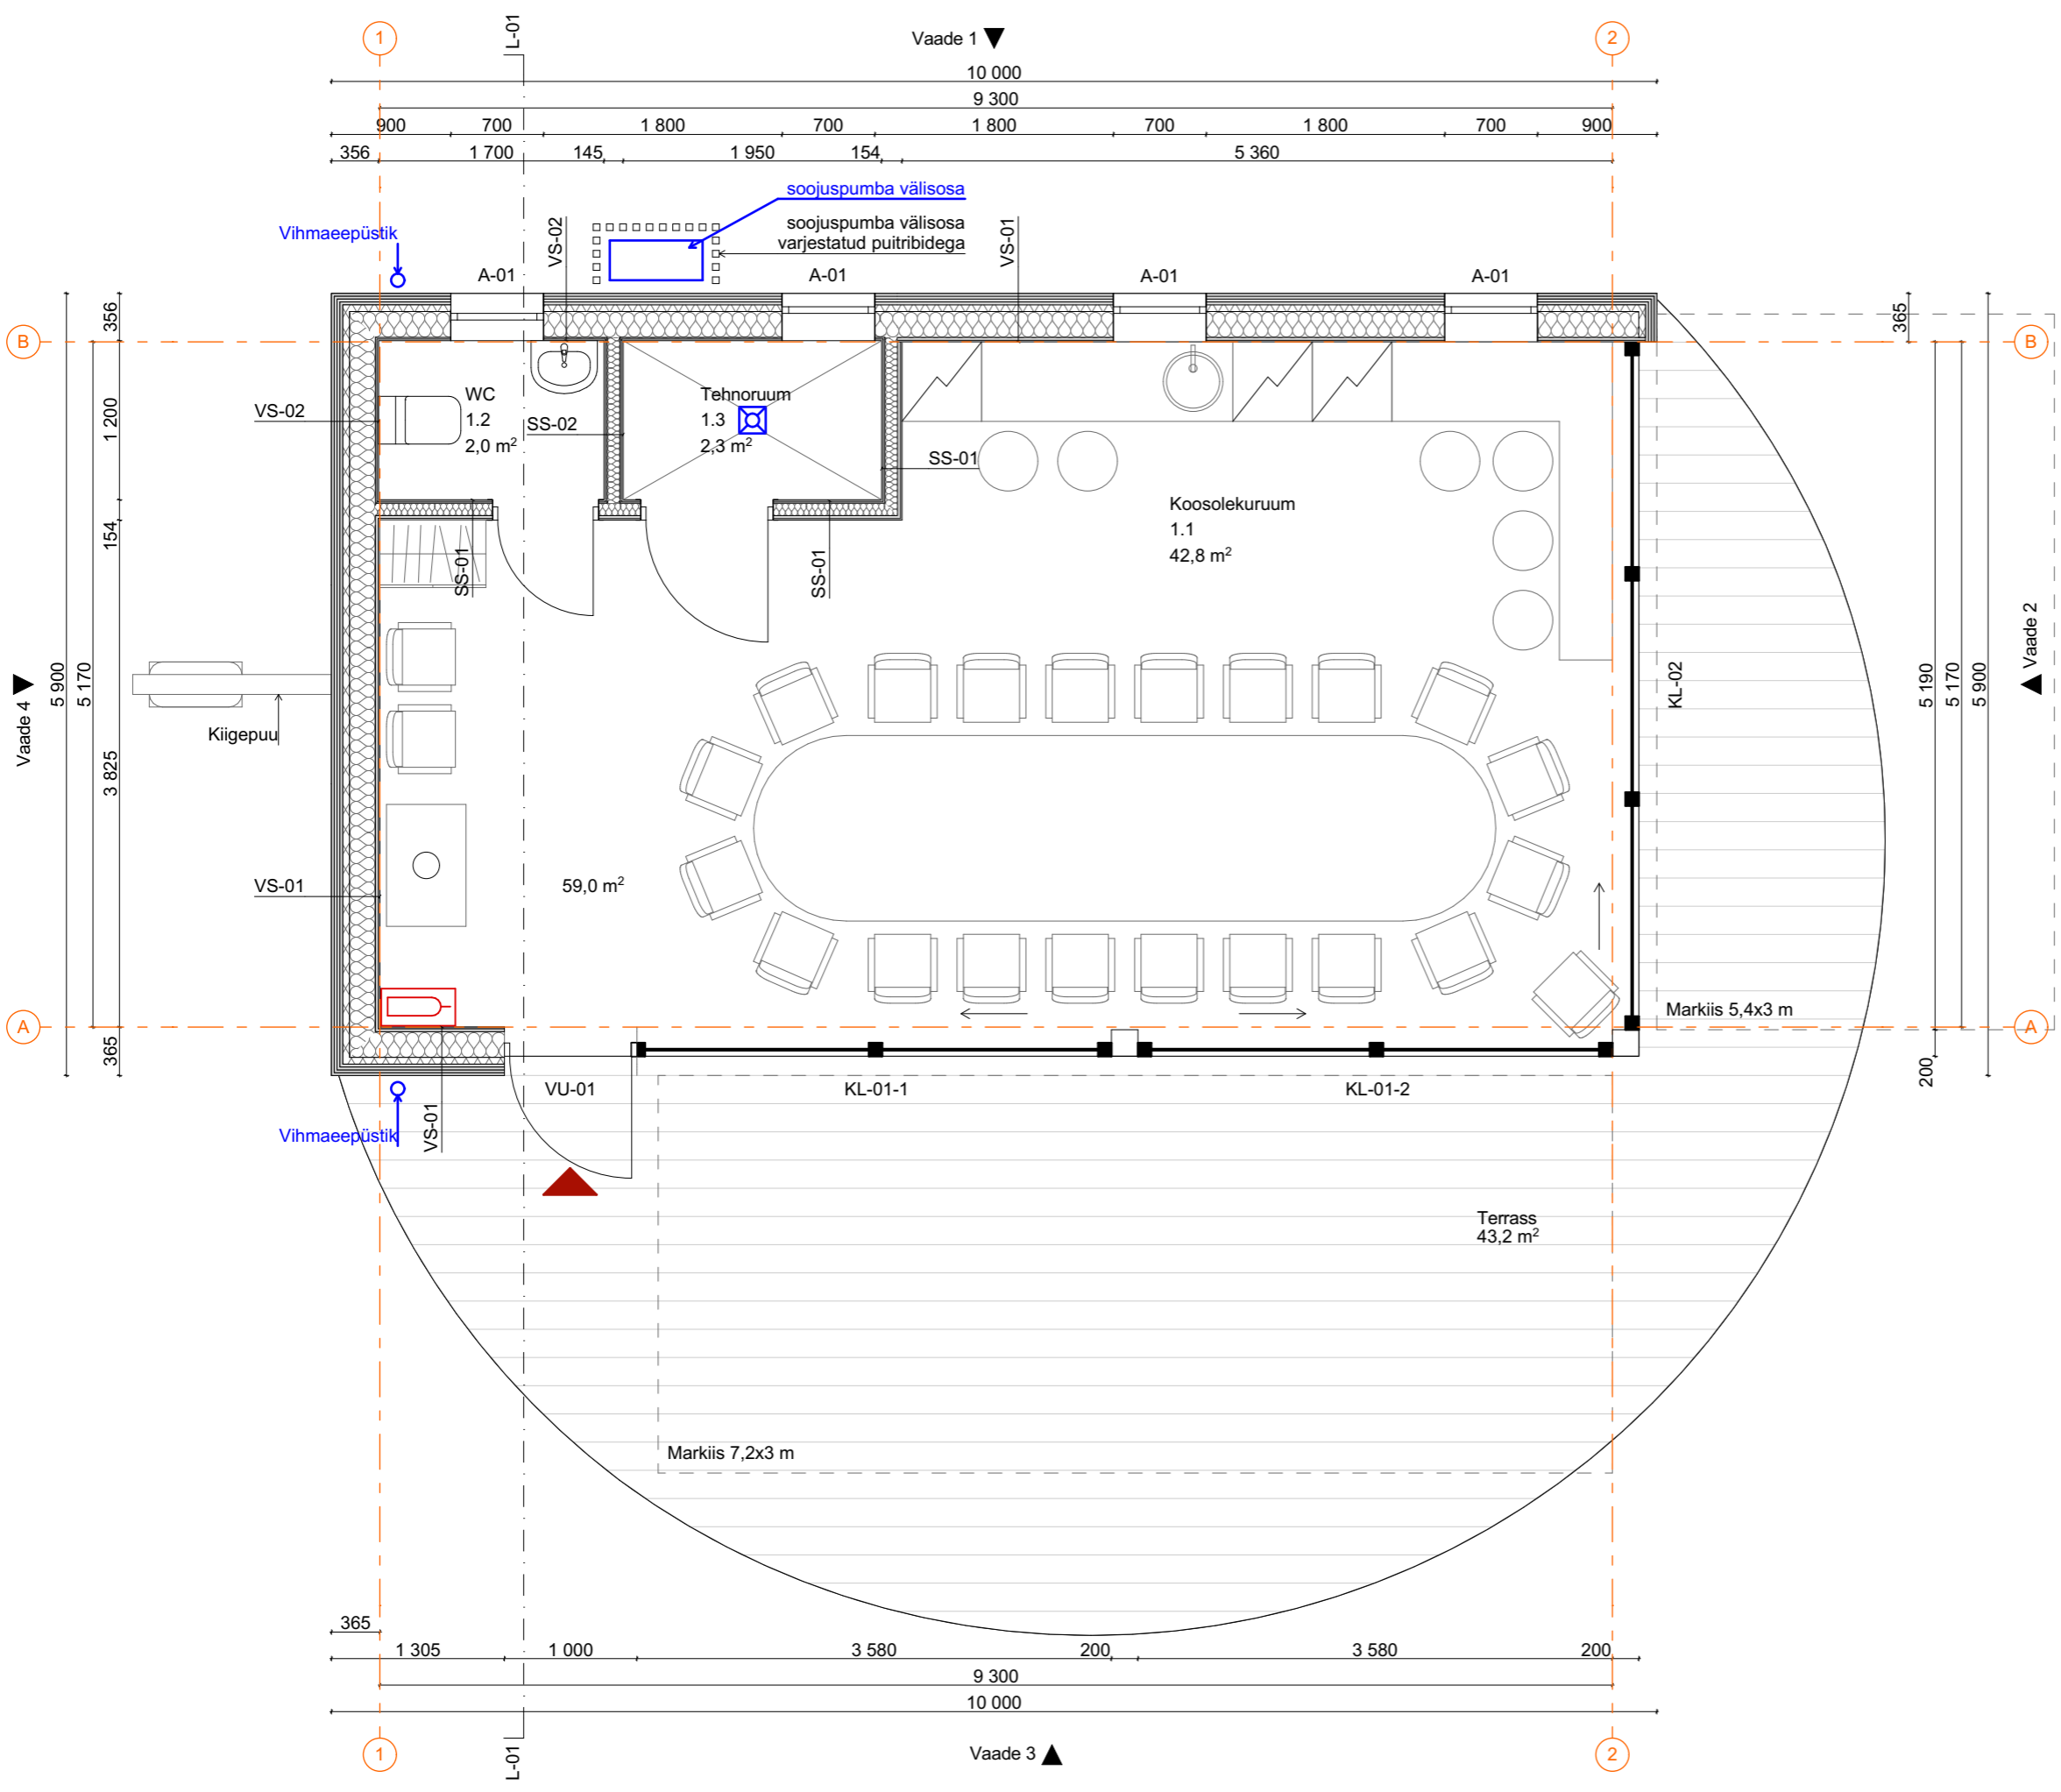 1
L-01
Vaade 1
2
10 000
9 300
900
700
1 800
700
1 800
700
1 800
700
900
356
1 700
145
1 950
154
5 360
soojuspumba välisosa
soojuspumba välisosa
varjestatud puitribidega
Vihmaeepüstik
VS-02
VS-01
A-01
A-01
A-01
A-01
356
365
B
B
WC
1.2
2,0 m²
Tehnoruum
1.3
2,3 m²
VS-02
SS-02
SS-01
1 200
Koosolekuruum
1.1
42,8 m²
154
SS-01
SS-01
Vaade 4
5 900
5 170
3 825
Kiigepuu
KL-02
5 190
5 170
5 900
Vaade 2
VS-01
59,0 m²
Markiis 5,4x3 m
A
A
365
200
VU-01
KL-01-1
KL-01-2
Vihmaeepüstik
VS-01
Terrass
43,2 m²
Markiis 7,2x3 m
365
1 305
1 000
3 580
200
3 580
200
9 300
10 000
1
L-01
Vaade 3
2